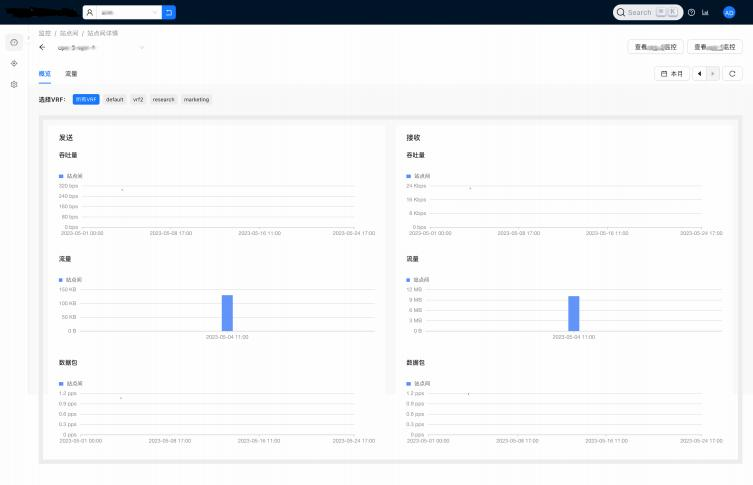 Search ⌘ K
AD
监控 / 站点间 / 站点间详情
查看 监控 查看 监控
概览 流量
本月
选择VRF: 所有VRF default vrf2 research marketing
发送
吞吐量
站点间
320 bps
240 bps
160 bps
80 bps
0 bps
2023-05-01 00:00 2023-05-08 17:00 2023-05-16 11:00 2023-05-24 17:00
流量
站点间
150 KB
100 KB
50 KB
0 B
2023-05-04 11:00
数据包
站点间
1.2 pps
0.9 pps
0.6 pps
0.3 pps
0 pps
2023-05-01 00:00 2023-05-08 17:00 2023-05-16 11:00 2023-05-24 17:00
接收
吞吐量
站点间
24 Kbps
16 Kbps
8 Kbps
0 bps
2023-05-01 00:00 2023-05-08 17:00 2023-05-16 11:00 2023-05-24 17:00
流量
站点间
12 MB
9 MB
6 MB
3 MB
0 B
2023-05-04 11:00
数据包
站点间
1.2 pps
0.9 pps
0.6 pps
0.3 pps
0 pps
2023-05-01 00:00 2023-05-08 17:00 2023-05-16 11:00 2023-05-24 17:00